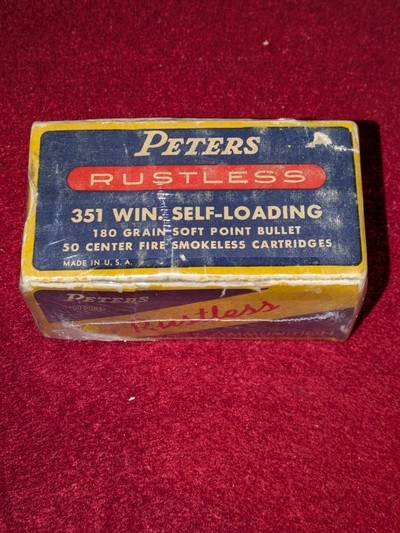 PETERS
RUSTLESS
351 WIN. SELF-LOADING
180 GRAIN SOFT POINT BULLET
50 CENTER FIRE SMOKELESS CARTRIDGES
MADE IN U. S. A.
PETERS
Rustless